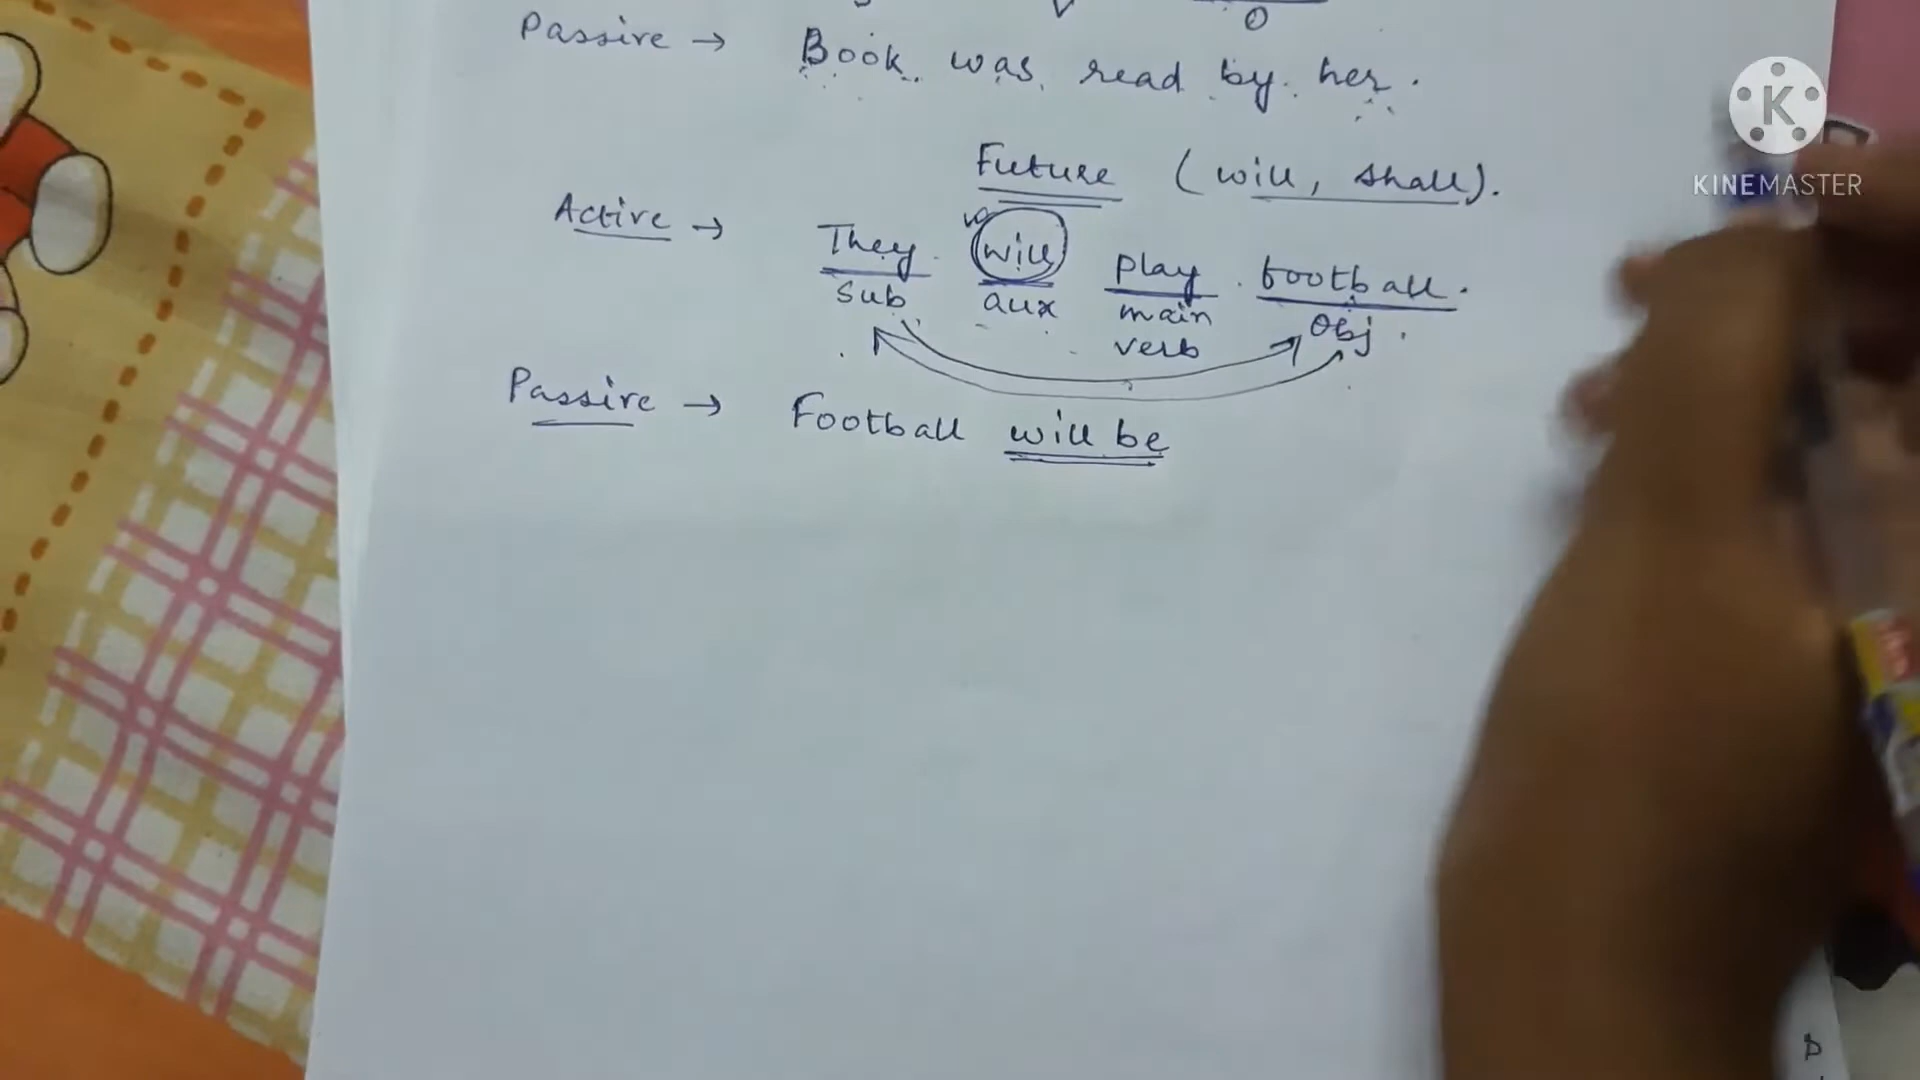 O
Passive → Book was read by her.
Future (will, shall).
Active → They will play football.
Sub aux main verb Obj.
Passive → Football will be
K
KINEMASTER